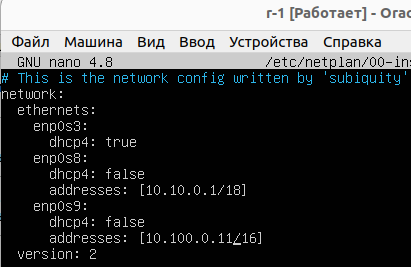 r-1 [Работает] - Orac
Файл Машина Вид Ввод Устройства Справка
GNU nano 4.8 /etc/netplan/00-ins
# This is the network config written by 'subiquity'
network:
  ethernets:
    enp0s3:
      dhcp4: true
    enp0s8:
      dhcp4: false
      addresses: [10.10.0.1/18]
    enp0s9:
      dhcp4: false
      addresses: [10.100.0.11/16]
  version: 2